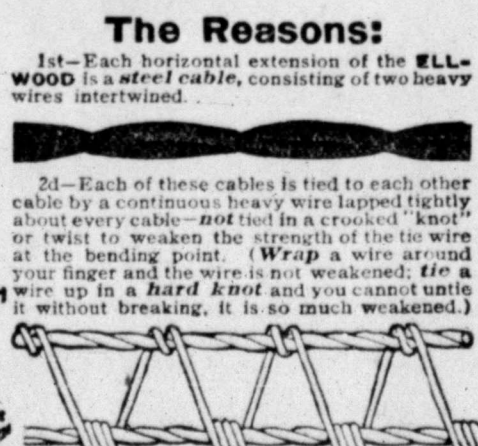 The Reasons:
1st—Each horizontal extension of the ELL-
WOOD is a steel cable, consisting of two heavy
wires intertwined.
2d—Each of these cables is tied to each other
cable by a continuous heavy wire lapped tightly
about every cable—not tied in a crooked "knot"
or twist to weaken the strength of the tie wire
at the bending point. (Wrap a wire around
your finger and the wire is not weakened; tie a
wire up in a hard knot and you cannot untie
it without breaking, it is so much weakened.)